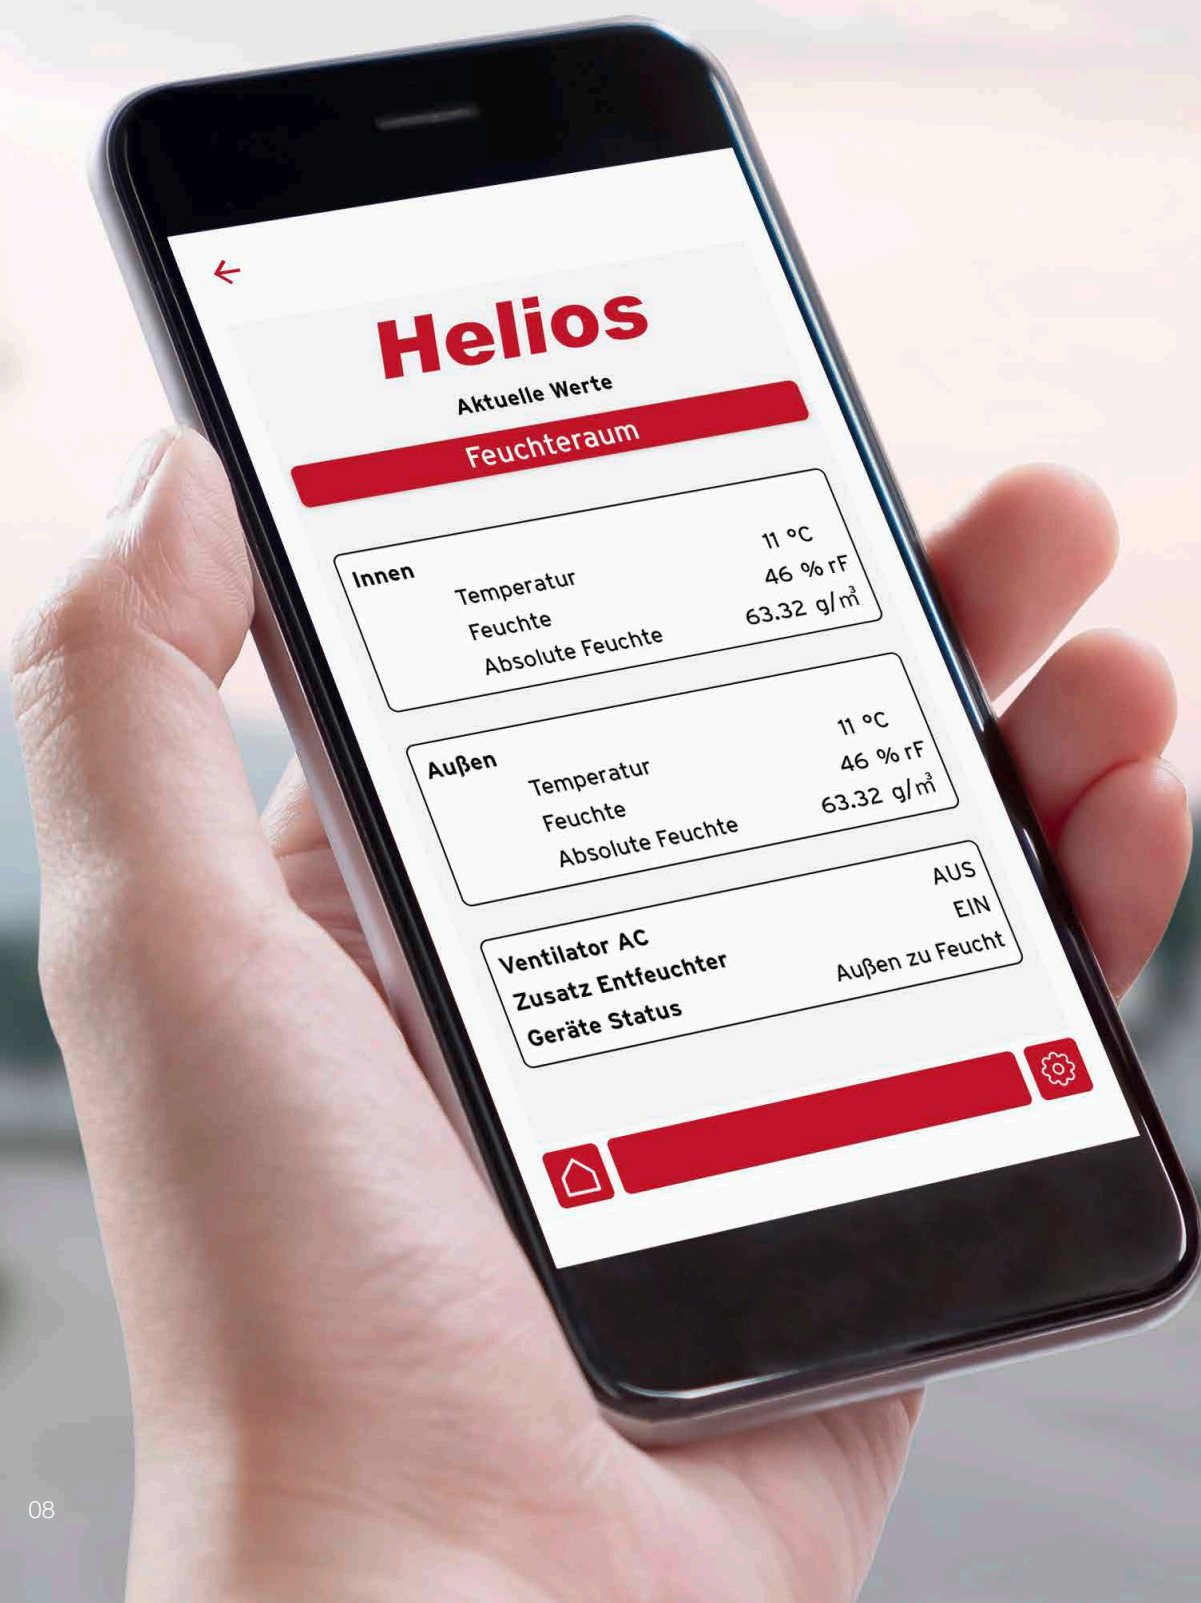 Helios
Aktuelle Werte
Feuchteraum
Innen
Temperatur 11 °C
Feuchte 46 % rF
Absolute Feuchte 63.32 g/m³
Außen
Temperatur 11 °C
Feuchte 46 % rF
Absolute Feuchte 63.32 g/m³
Ventilator AC AUS
Zusatz Entfeuchter EIN
Geräte Status Außen zu Feucht
08